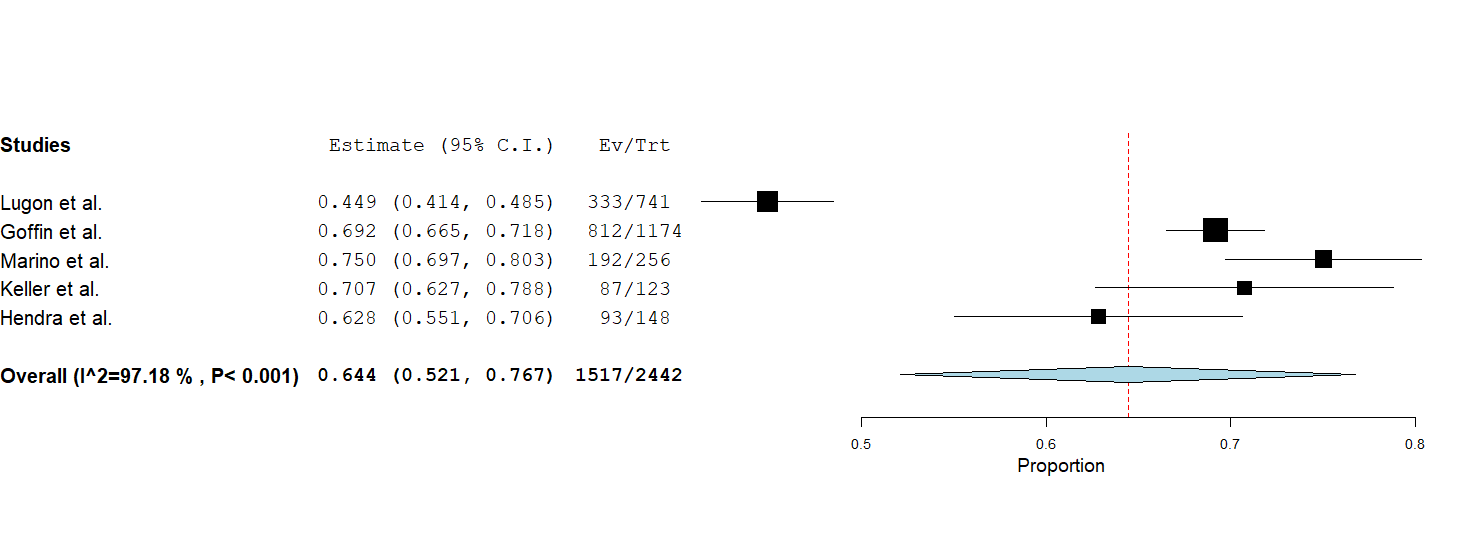 Studies Estimate (95% C.I.) Ev/Trt
Lugon et al. 0.449 (0.414, 0.485) 333/741
Goffin et al. 0.692 (0.665, 0.718) 812/1174
Marino et al. 0.750 (0.697, 0.803) 192/256
Keller et al. 0.707 (0.627, 0.788) 87/123
Hendra et al. 0.628 (0.551, 0.706) 93/148
Overall (I^2=97.18 % , P< 0.001) 0.644 (0.521, 0.767) 1517/2442
0.5 0.6 0.7 0.8
Proportion